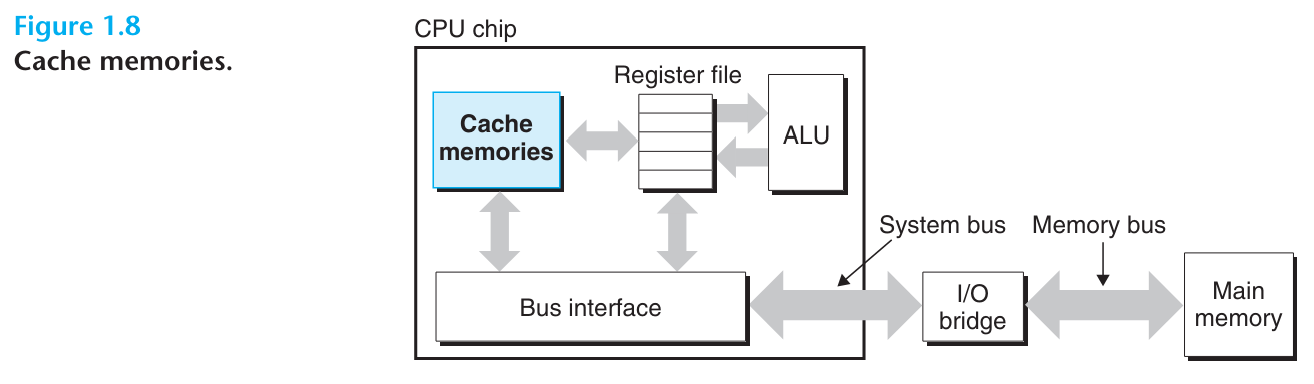 Figure 1.8
Cache memories.
CPU chip
Register file
Cache
memories
ALU
System bus
Memory bus
Bus interface
I/O
bridge
Main
memory